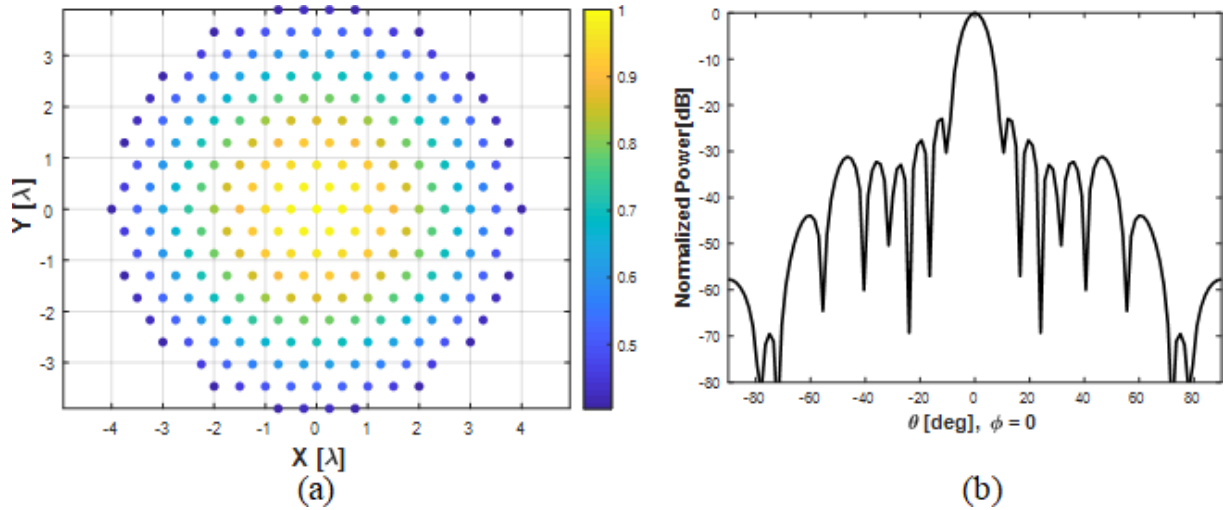 3
2
1
0
-1
-2
-3
Y [λ]
-4 -3 -2 -1 0 1 2 3 4
X [λ]
1
0.9
0.8
0.7
0.6
0.5
(a)
0
-10
-20
-30
-40
-50
-60
-70
-80
Normalized Power[dB]
-80 -60 -40 -20 0 20 40 60 80
θ [deg], ϕ = 0
(b)